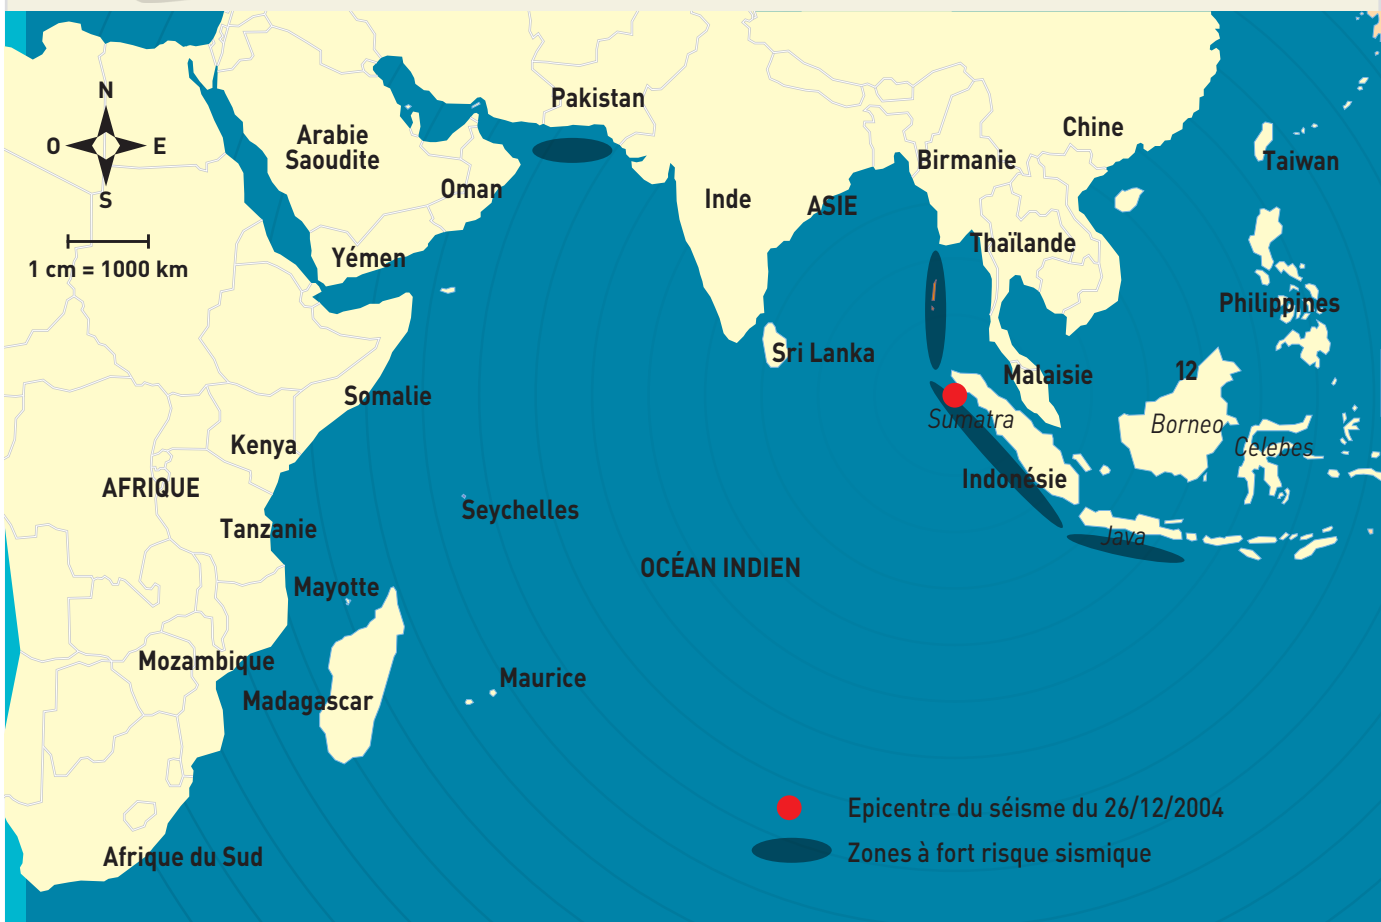 N
O
E
S
1 cm = 1000 km
Pakistan
Arabie
Saoudite
Oman
Yémen
Inde
ASIE
Birmanie
Chine
Taiwan
Thaïlande
Philippines
Sri Lanka
Malaisie
12
Somalie
Sumatra
Borneo
Celebes
Kenya
Indonésie
AFRIQUE
Seychelles
Tanzanie
Java
OCÉAN INDIEN
Mayotte
Mozambique
Maurice
Madagascar
Epicentre du séisme du 26/12/2004
Zones à fort risque sismique
Afrique du Sud